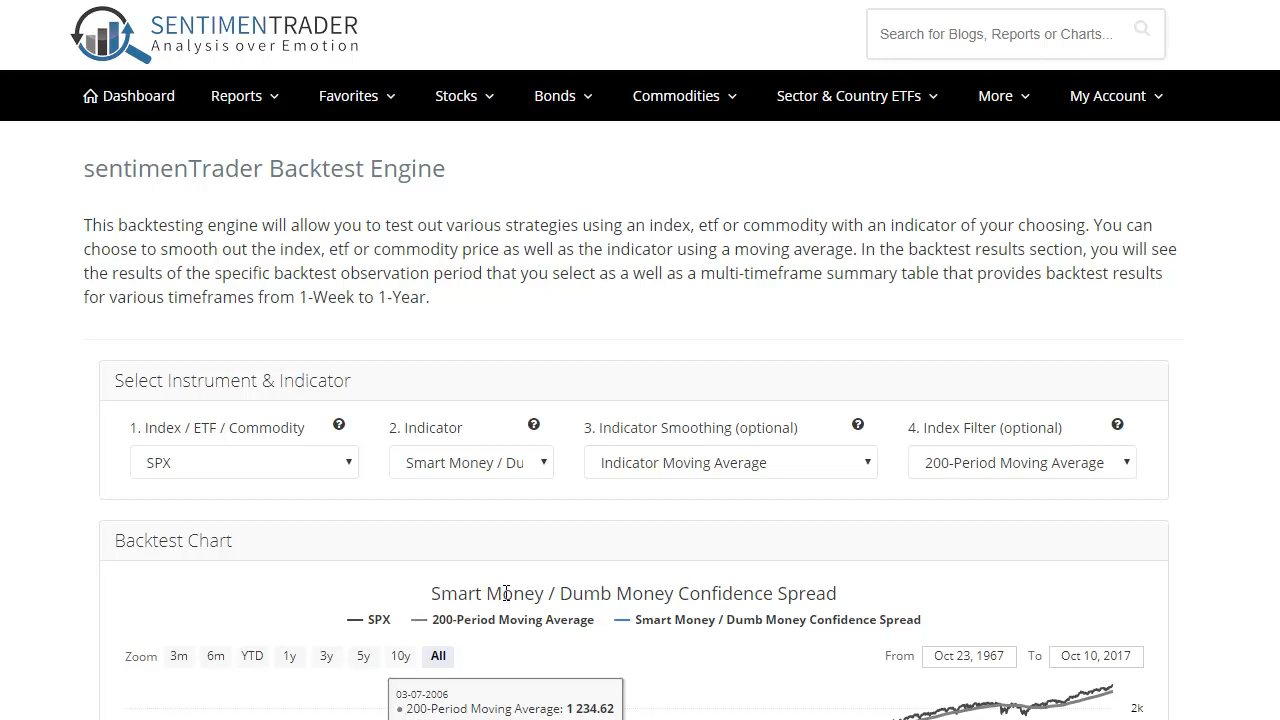 SENTIMENTRADER
Analysis over Emotion
Search for Blogs, Reports or Charts...
Dashboard Reports Favorites Stocks Bonds Commodities Sector & Country ETFs More My Account
sentimenTrader Backtest Engine
This backtesting engine will allow you to test out various strategies using an index, etf or commodity with an indicator of your choosing. You can
choose to smooth out the index, etf or commodity price as well as the indicator using a moving average. In the backtest results section, you will see
the results of the specific backtest observation period that you select as a well as a multi-timeframe summary table that provides backtest results
for various timeframes from 1-Week to 1-Year.
Select Instrument & Indicator
1. Index / ETF / Commodity 2. Indicator 3. Indicator Smoothing (optional) 4. Index Filter (optional)
SPX Smart Money / Du Indicator Moving Average 200-Period Moving Average
Backtest Chart
Smart Money / Dumb Money Confidence Spread
SPX 200-Period Moving Average Smart Money / Dumb Money Confidence Spread
Zoom 3m 6m YTD 1y 3y 5y 10y All From Oct 23, 1967 To Oct 10, 2017
03-07-2006
200-Period Moving Average: 1 234.62
2k